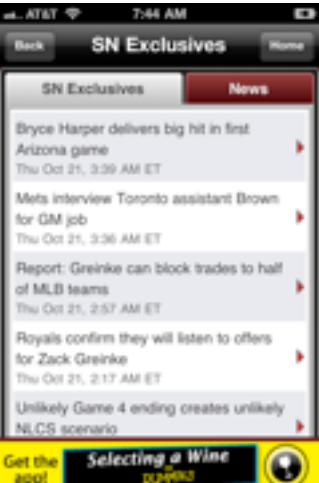 AT&T 7:44 AM
Back SN Exclusives Home
SN Exclusives News
Bryce Harper delivers big hit in first
Arizona game
Thu Oct 21, 3:39 AM ET
Mets interview Toronto assistant Brown
for GM job
Thu Oct 21, 3:36 AM ET
Report: Greinke can block trades to half
of MLB teams
Thu Oct 21, 2:57 AM ET
Royals confirm they will listen to offers
for Zack Greinke
Thu Oct 21, 2:17 AM ET
Unlikely Game 4 ending creates unlikely
NLCS scenario
Get the
app!
Selecting a Wine
DUMMIES